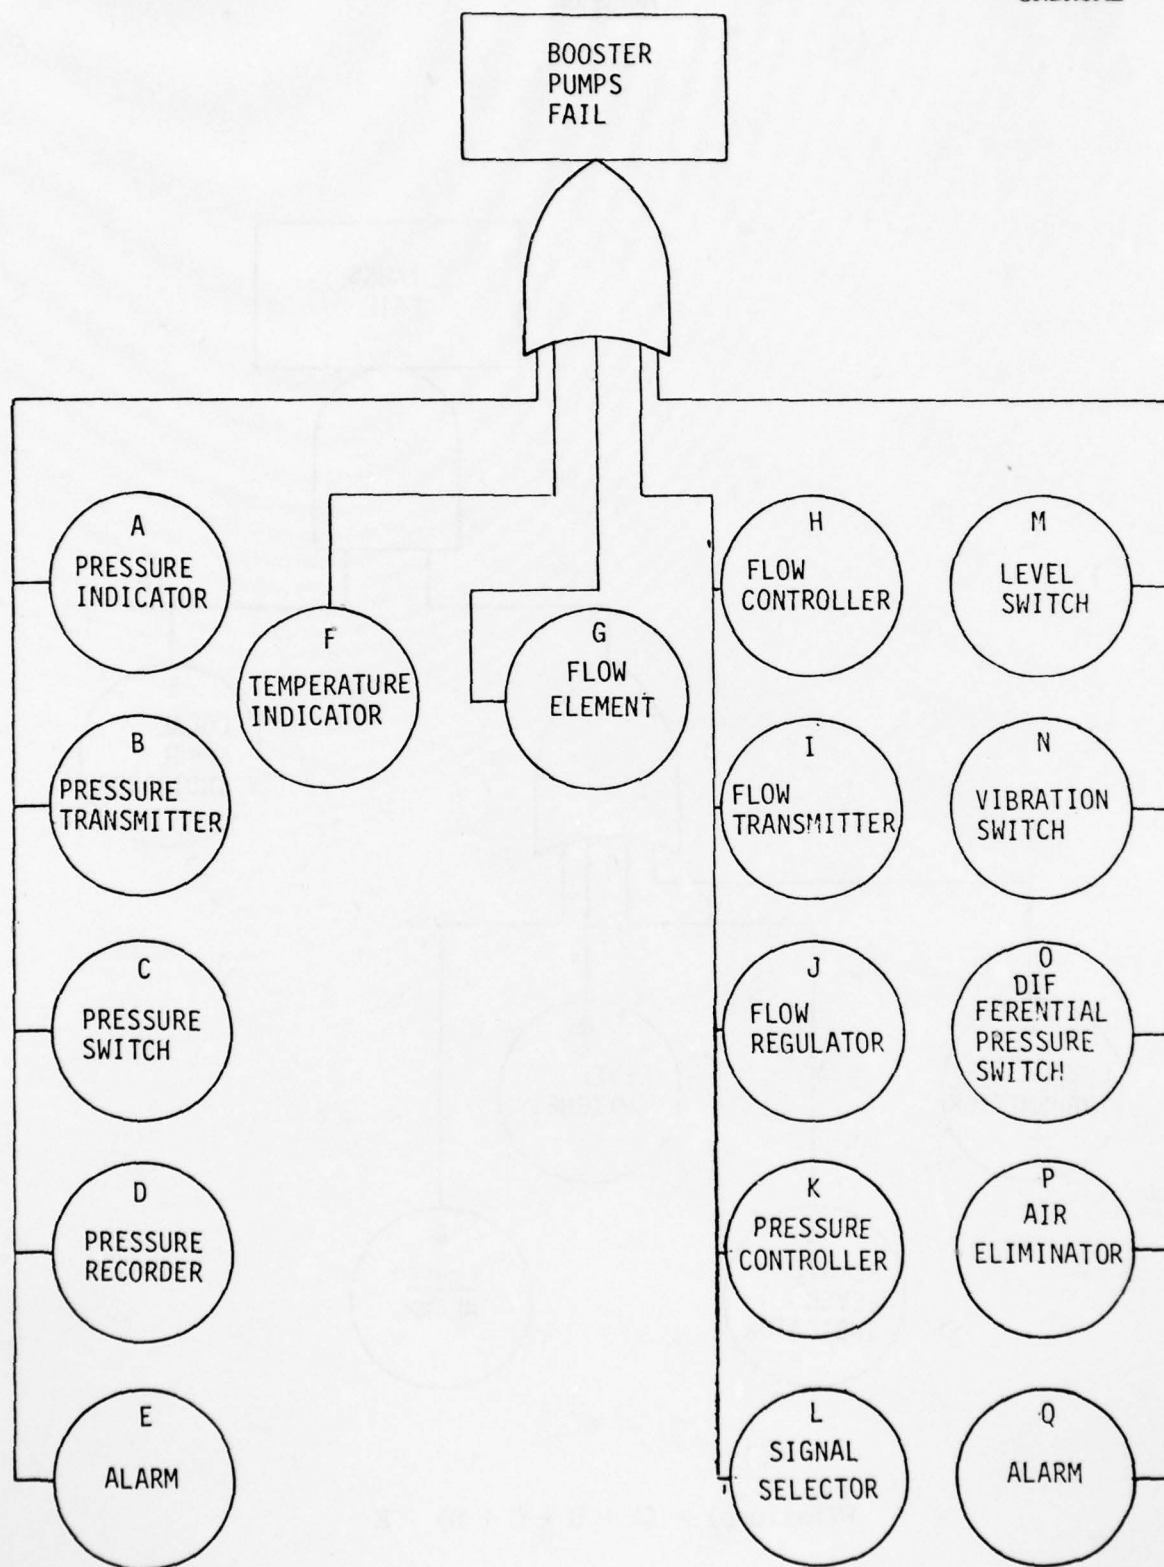 BOOSTER
PUMPS
FAIL
A
PRESSURE
INDICATOR
B
PRESSURE
TRANSMITTER
C
PRESSURE
SWITCH
D
PRESSURE
RECORDER
E
ALARM
F
TEMPERATURE
INDICATOR
G
FLOW
ELEMENT
H
FLOW
CONTROLLER
I
FLOW
TRANSMITTER
J
FLOW
REGULATOR
K
PRESSURE
CONTROLLER
L
SIGNAL
SELECTOR
M
LEVEL
SWITCH
N
VIBRATION
SWITCH
O
DIF
FERENTIAL
PRESSURE
SWITCH
P
AIR
ELIMINATOR
Q
ALARM